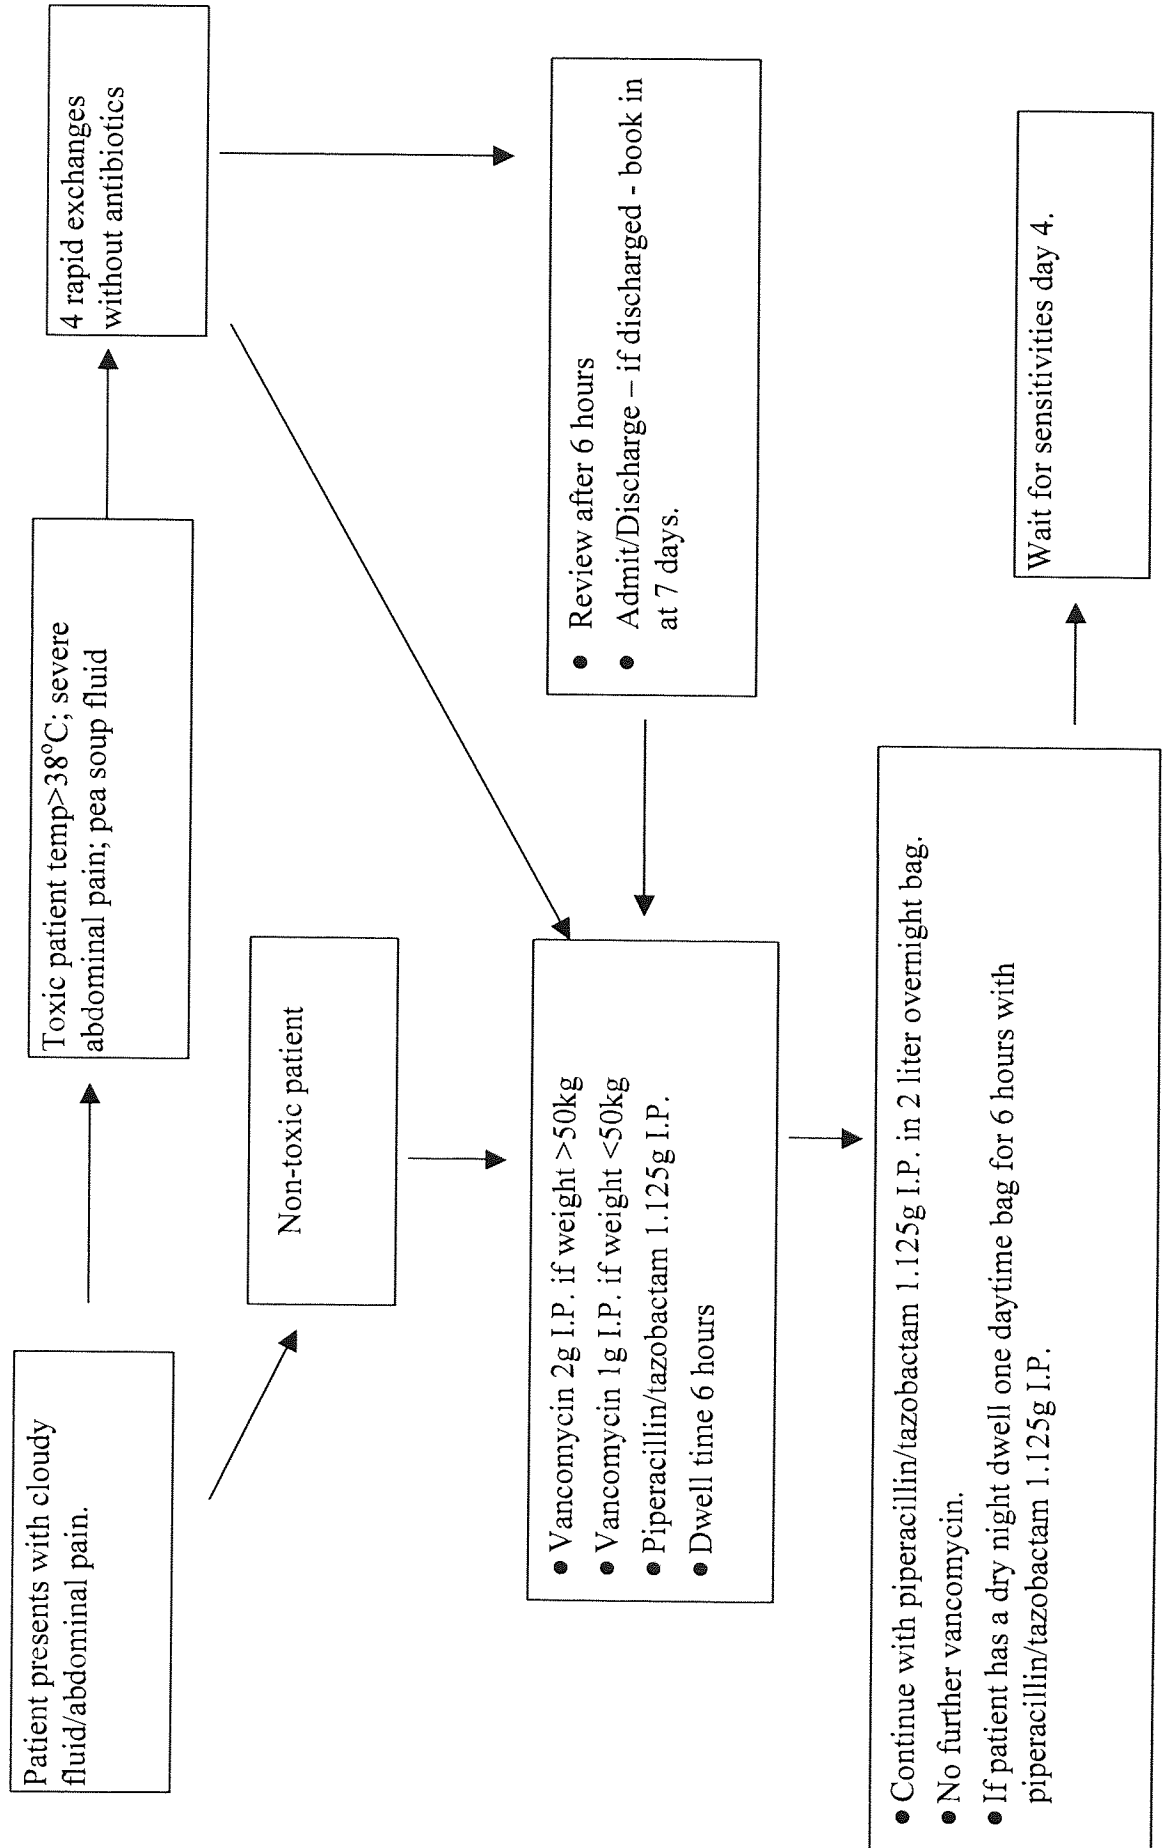 Patient presents with cloudy
fluid/abdominal pain.
Toxic patient temp>38°C; severe
abdominal pain; pea soup fluid
4 rapid exchanges
without antibiotics
Non-toxic patient
● Vancomycin 2g I.P. if weight >50kg
● Vancomycin 1g I.P. if weight <50kg
● Piperacillin/tazobactam 1.125g I.P.
● Dwell time 6 hours
● Review after 6 hours
● Admit/Discharge – if discharged - book in
at 7 days.
● Continue with piperacillin/tazobactam 1.125g I.P. in 2 liter overnight bag.
● No further vancomycin.
● If patient has a dry night dwell one daytime bag for 6 hours with
piperacillin/tazobactam 1.125g I.P.
Wait for sensitivities day 4.